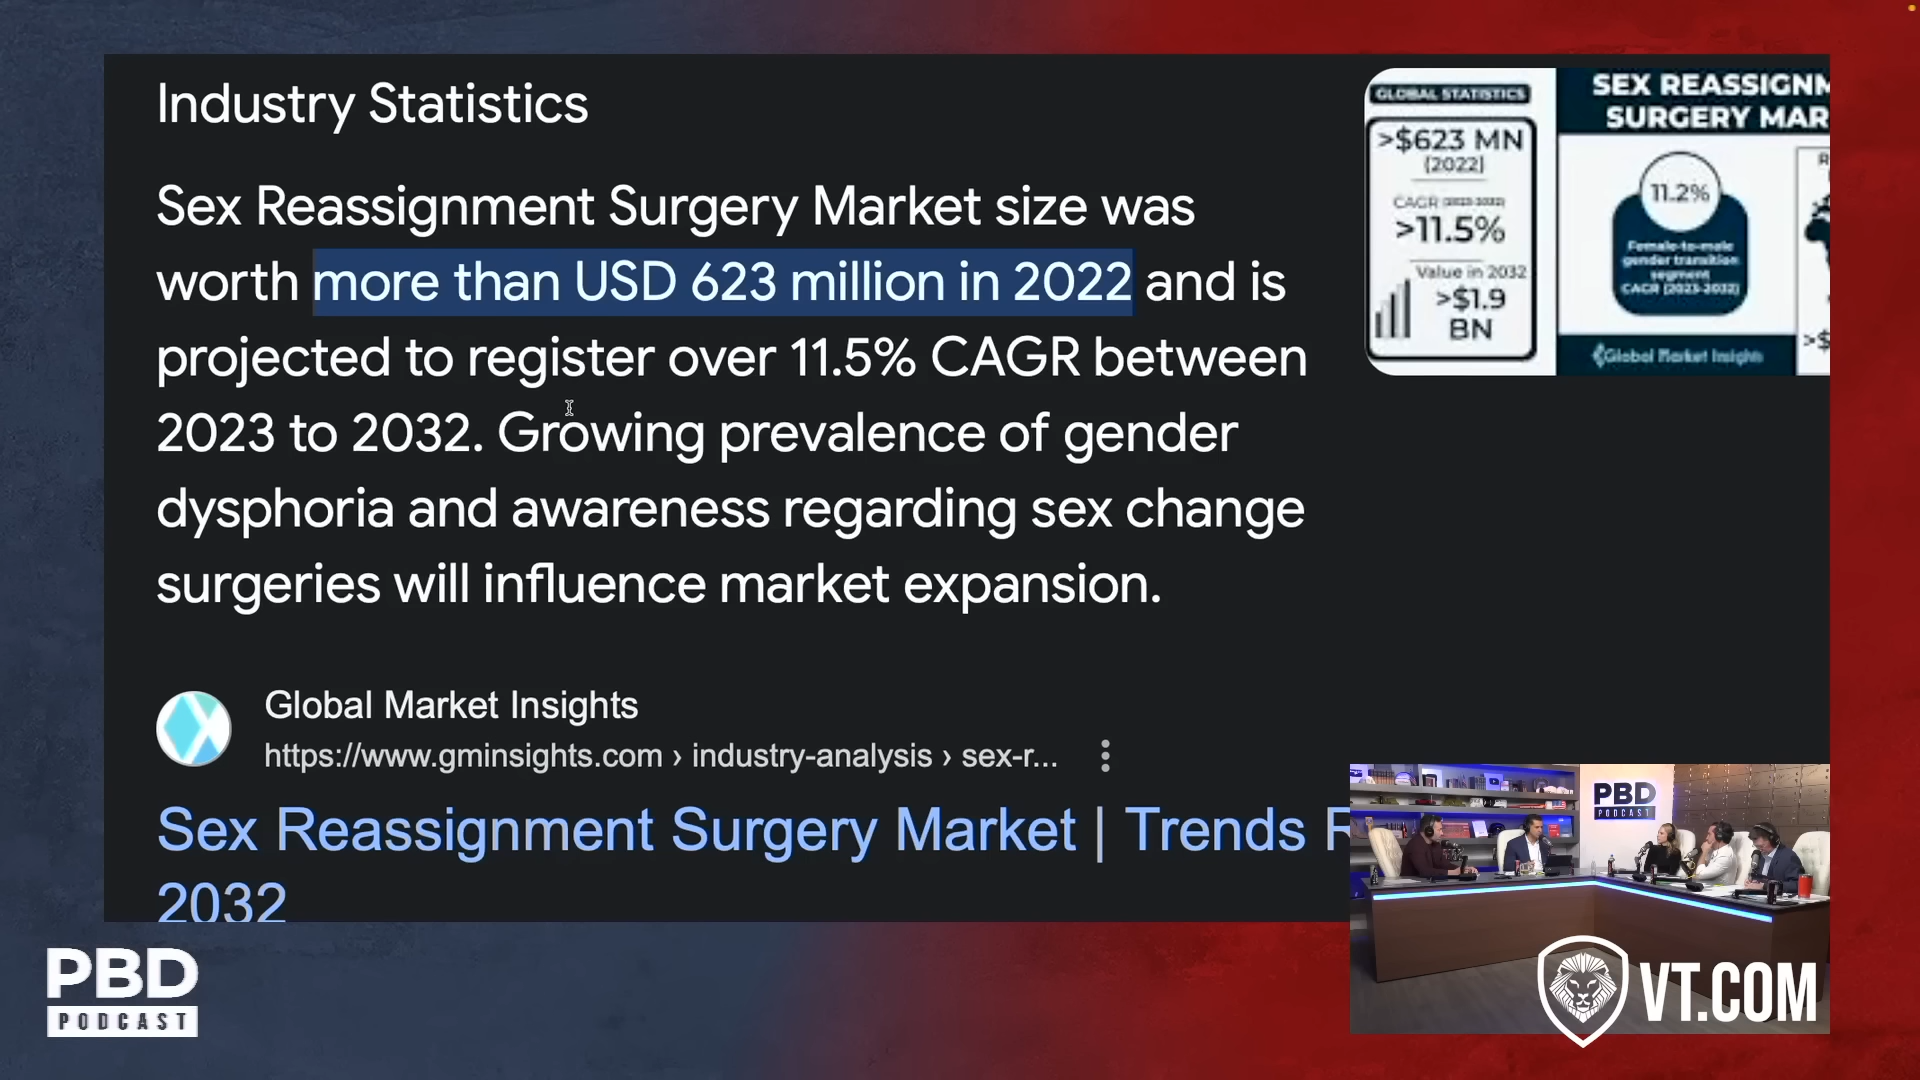 Industry Statistics
Sex Reassignment Surgery Market size was
worth more than USD 623 million in 2022 and is
projected to register over 11.5% CAGR between
2023 to 2032. Growing prevalence of gender
dysphoria and awareness regarding sex change
surgeries will influence market expansion.
GLOBAL STATISTICS
>$623 MN
(2022)
CAGR (2023-2032)
>11.5%
Value in 2032
>$1.9
BN
SEX REASSIGNM
SURGERY MAR
11.2%
Female-to-male
gender transition
segment
CAGR (2023-2032)
Global Market Insights
R
>$
Global Market Insights
https://www.gminsights.com › industry-analysis › sex-r...
Sex Reassignment Surgery Market | Trends R
2032
PBD
PODCAST
PBD
PODCAST
VT.COM